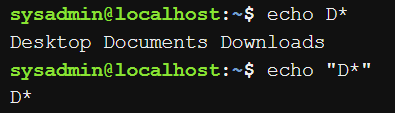 sysadmin@localhost:~$ echo D*
Desktop Documents Downloads
sysadmin@localhost:~$ echo "D*"
D*